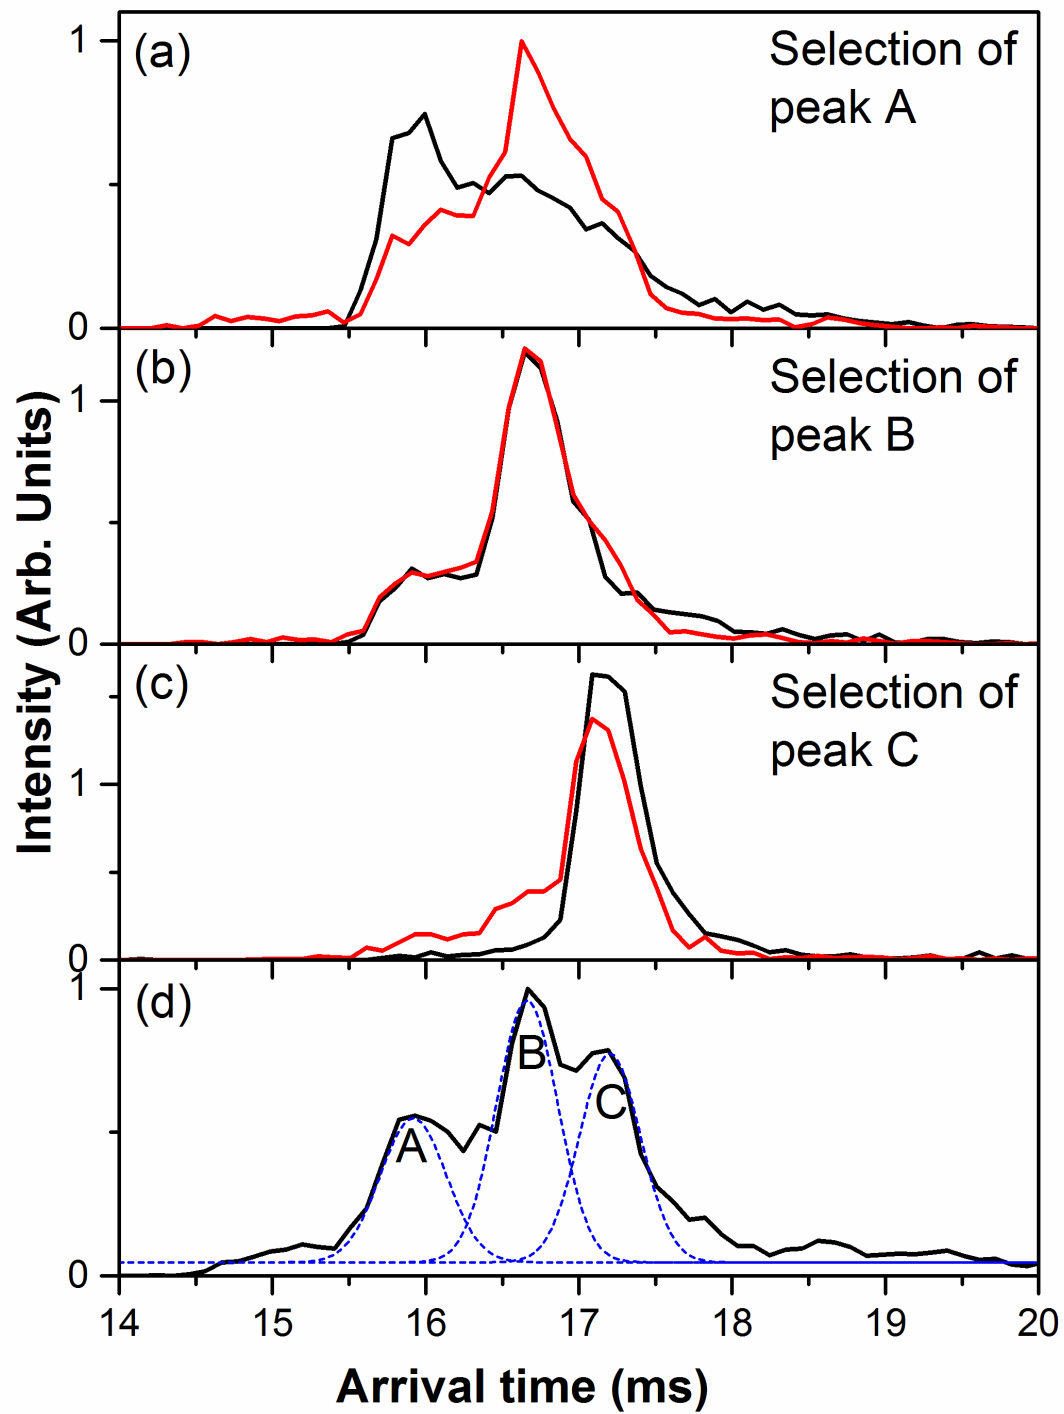 (a)
Selection of
peak A
1
0
(b)
Selection of
peak B
1
0
(c)
Selection of
peak C
1
0
(d)
A
B
C
1
0
14 15 16 17 18 19 20
Arrival time (ms)
Intensity (Arb. Units)